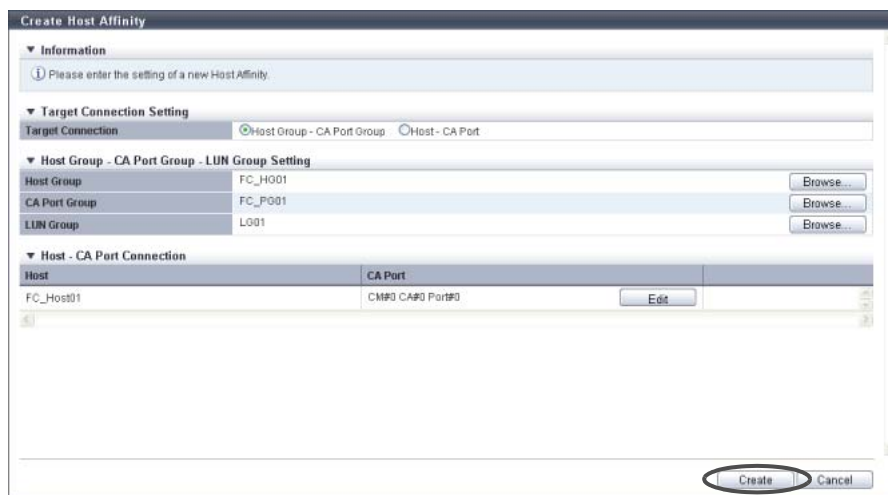 Create Host Affinity
Information
Please enter the setting of a new Host Affinity.
Target Connection Setting
Target Connection Host Group - CA Port Group Host - CA Port
Host Group - CA Port Group - LUN Group Setting
Host Group FC_HG01 Browse...
CA Port Group FC_PG01 Browse...
LUN Group LG01 Browse...
Host - CA Port Connection
Host CA Port
FC_Host01 CM#0 CA#0 Port#0 Edit
Create Cancel